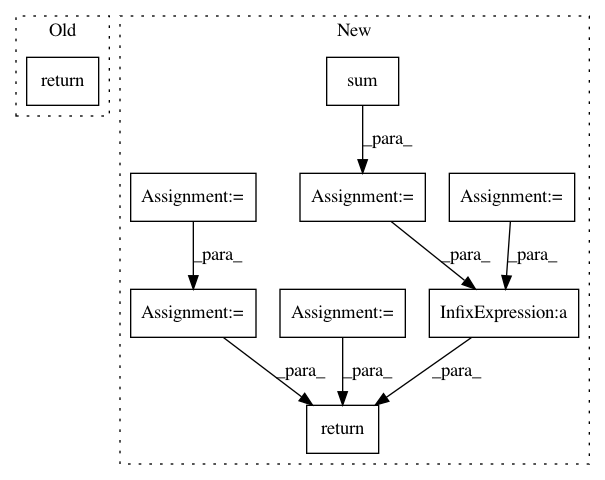 Old
New
return
sum
_para_
Assignment:=
Assignment:=
Assignment:=
_para_
_para_
_para_
Assignment:=
Assignment:=
InfixExpression:a
_para_
_para_
_para_
return